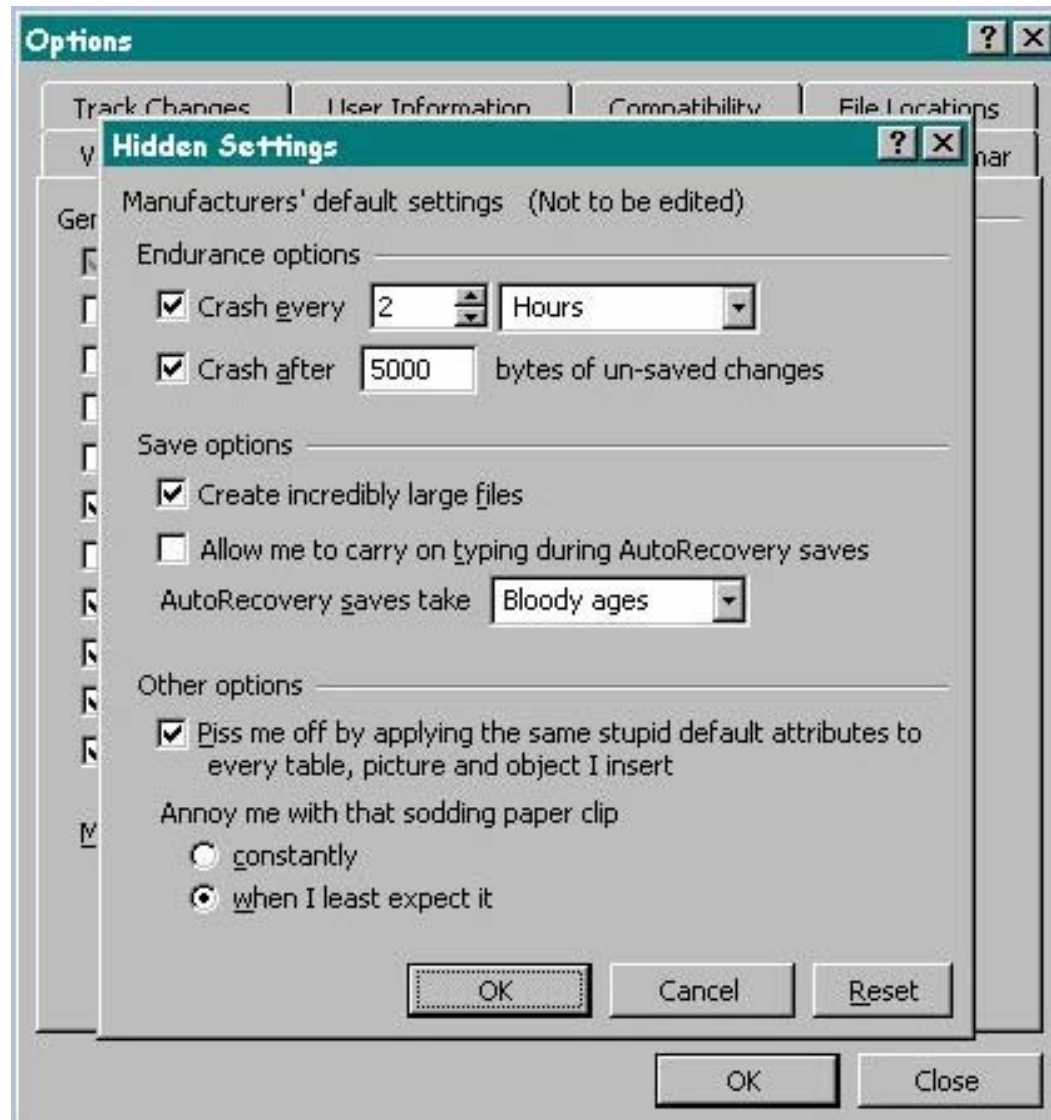 Options
Track Changes User Information Compatibility File Locations
Hidden Settings
Manufacturers' default settings (Not to be edited)
Endurance options
Crash every 2 Hours
Crash after 5000 bytes of un-saved changes
Save options
Create incredibly large files
Allow me to carry on typing during AutoRecovery saves
AutoRecovery saves take Bloody ages
Other options
Piss me off by applying the same stupid default attributes to
every table, picture and object I insert
Annoy me with that sodding paper clip
constantly
when I least expect it
OK Cancel Reset
OK Close